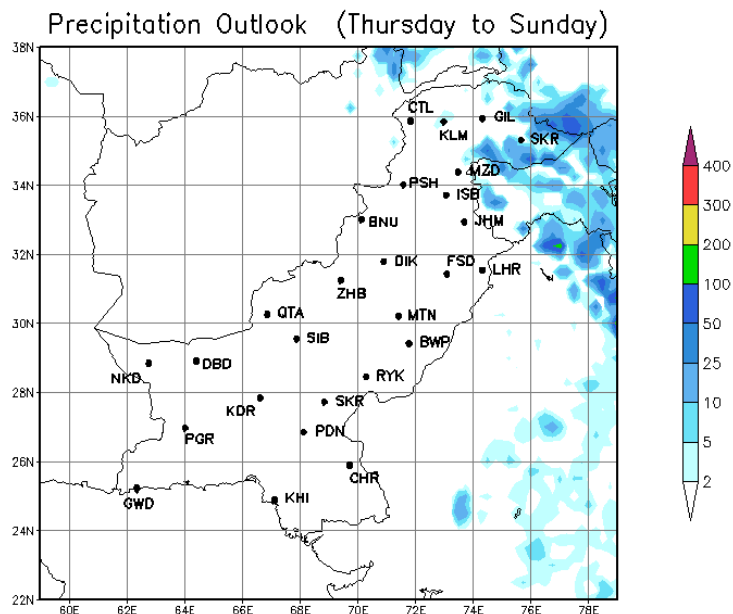 Precipitation Outlook (Thursday to Sunday)
38N
36N
34N
32N
30N
28N
26N
24N
22N
60E
62E
64E
66E
68E
70E
72E
74E
76E
78E
CTL
KLM
GIL
SKR
MZD
PSH
ISB
BNU
JHM
DIK
FSD
LHR
ZHB
QTA
MTN
SIB
BWP
NKD
DBD
RYK
KDR
SKR
PGR
PDN
CHR
GWD
KHI
400
300
200
100
50
25
10
5
2